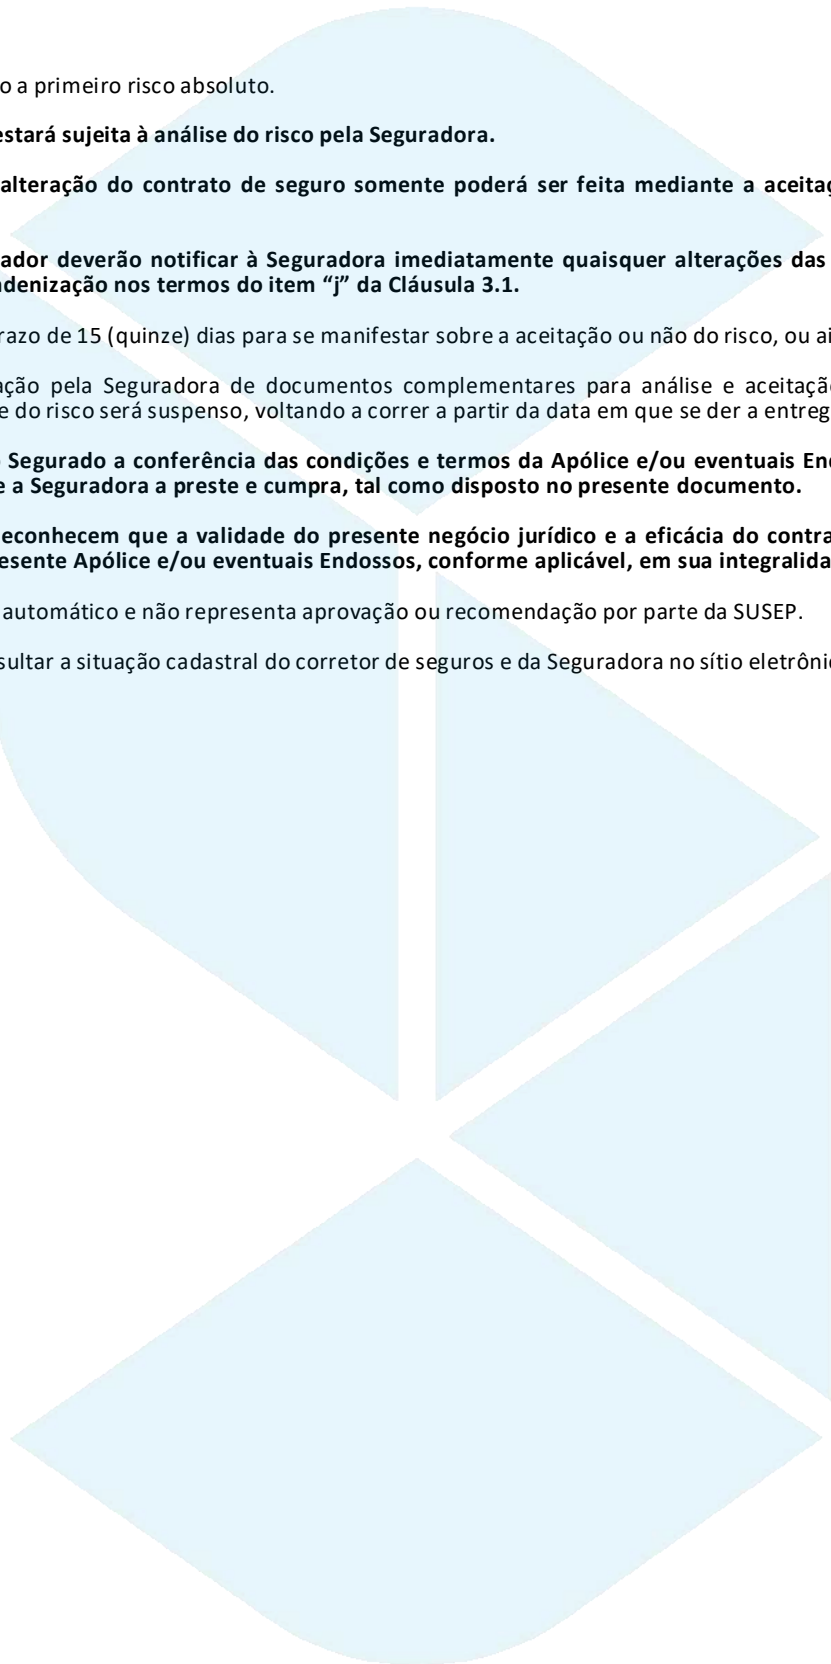 o a primeiro risco absoluto.
estará sujeita à análise do risco pela Seguradora.
alteração do contrato de seguro somente poderá ser feita mediante a aceitaç
ador deverão notificar à Seguradora imediatamente quaisquer alterações das
denização nos termos do item “j” da Cláusula 3.1.
razo de 15 (quinze) dias para se manifestar sobre a aceitação ou não do risco, ou ai
ação pela Seguradora de documentos complementares para análise e aceitação
e do risco será suspenso, voltando a correr a partir da data em que se der a entreg
Segurado a conferência das condições e termos da Apólice e/ou eventuais End
e a Seguradora a preste e cumpra, tal como disposto no presente documento.
econhecem que a validade do presente negócio jurídico e a eficácia do contra
esente Apólice e/ou eventuais Endossos, conforme aplicável, em sua integralida
automático e não representa aprovação ou recomendação por parte da SUSEP.
sultar a situação cadastral do corretor de seguros e da Seguradora no sítio eletrôni